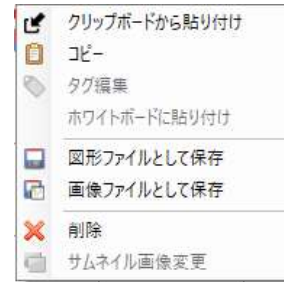 クリップボードから貼り付け
コピー
タグ編集
ホワイトボードに貼り付け
図形ファイルとして保存
画像ファイルとして保存
削除
サムネイル画像変更